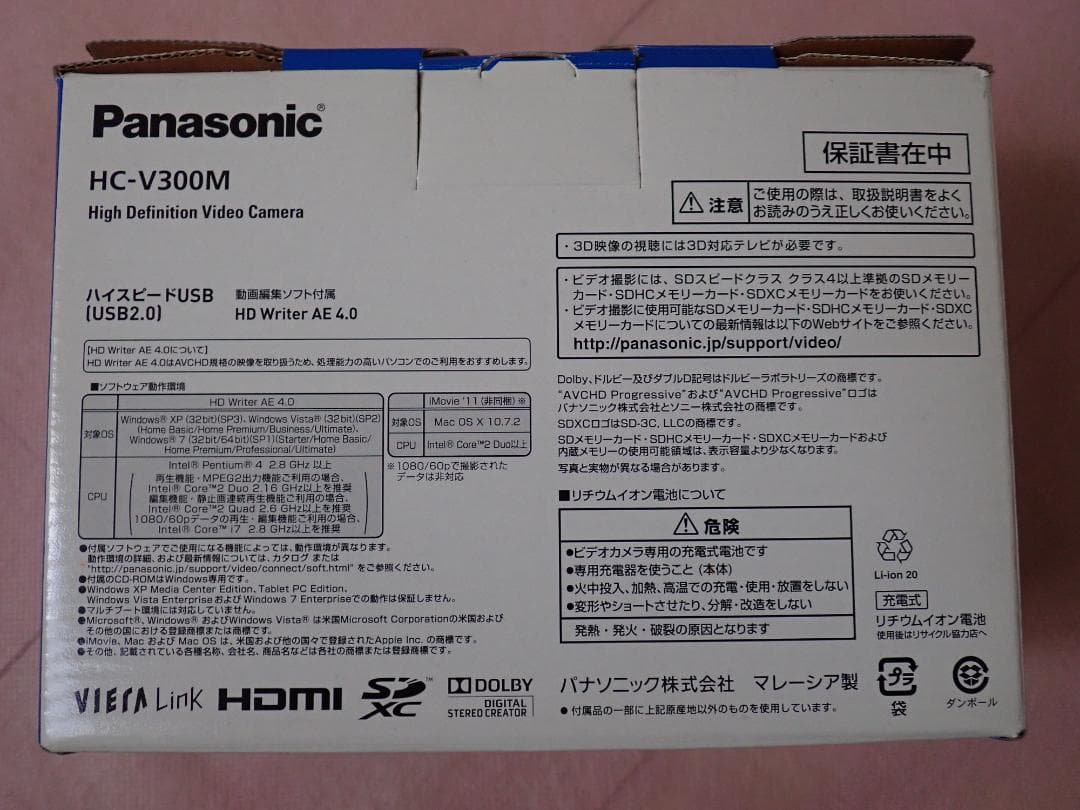 Panasonic®
HC-V300M
High Definition Video Camera
保証書在中
⚠注意
ご使用の際は、取扱説明書をよく
お読みのうえ正しくお使いください。
・3D映像の視聴には3D対応テレビが必要です。
・ビデオ撮影には、SDスピードクラス クラス4以上準拠のSDメモリー
カード・SDHCメモリーカード・SDXCメモリーカードをお使いください。
・ビデオ撮影に使用可能なSDメモリーカード・SDHCメモリーカード・SDXC
メモリーカードについての最新情報は以下のWebサイトをご参照ください。
http://panasonic.jp/support/video/
ハイスピードUSB
(USB2.0)
動画編集ソフト付属
HD Writer AE 4.0
[HD Writer AE 4.0について]
HD Writer AE 4.0はAVCHD規格の映像を取り扱うため、処理能力の高いパソコンでのご利用をおすすめします。
■ソフトウェア動作環境
HD Writer AE 4.0
対象OS
Windows® XP (32bit)(SP3)、Windows Vista® (32bit)(SP2)
(Home Basic/Home Premium/Business/Ultimate)、
Windows® 7 (32bit/64bit)(SP1)(Starter/Home Basic/
Home Premium/Professional/Ultimate)
CPU
Intel® Pentium® 4 2.8 GHz 以上
再生機能・MPEG2出力機能ご利用の場合、
Intel® Core™2 Duo 2.16 GHz以上を推奨
編集機能・静止画連続再生機能ご利用の場合、
Intel® Core™2 Quad 2.6 GHz以上を推奨
1080/60pデータの再生・編集機能ご利用の場合、
Intel® Core™ i7 2.8 GHz以上を推奨
iMovie '11 (非同梱) ※
対象OS Mac OS X 10.7.2
CPU Intel® Core™2 Duo以上
※1080/60pで撮影された
データは非対応
●付属ソフトウェアでご使用になる機能によっては、動作環境が異なります。
動作環境の詳細、および最新情報については、カタログ または
"http://panasonic.jp/support/video/connect/soft.html" をご参照ください。
●付属のCD-ROMはWindows専用です。
●Windows XP Media Center Edition、Tablet PC Edition、
Windows Vista Enterprise およびWindows 7 Enterpriseでの動作は保証しません。
●マルチブート環境には対応していません。
●Microsoft®、Windows® およびWindows Vista® は米国Microsoft Corporationの米国および
その他の国における登録商標または商標です。
●iMovie、Mac および Mac OS は、米国および他の国々で登録されたApple Inc. の商標です。
●その他、記載されている各種名称、会社名、商品名などは各社の商標または登録商標です。
Dolby、ドルビー及びダブルD記号はドルビーラボラトリーズの商標です。
“AVCHD Progressive”および“AVCHD Progressive”ロゴは
パナソニック株式会社とソニー株式会社の商標です。
SDXCロゴはSD-3C, LLCの商標です。
SDメモリーカード・SDHCメモリーカード・SDXCメモリーカードおよび
内蔵メモリーの使用可能領域は、表示容量より少なくなります。
写真と実物が異なる場合があります。
■リチウムイオン電池について
⚠危険
●ビデオカメラ専用の充電式電池です
●専用充電器を使うこと (本体)
●火中投入、加熱、高温での充電・使用・放置をしない
●変形やショートさせたり、分解・改造をしない
発熱・発火・破裂の原因となります
Li-ion 20
充電式
リチウムイオン電池
使用後はリサイクル協力店へ
VIERA Link HDMI SD XC™ DOLBY
DIGITAL
STEREO CREATOR
パナソニック株式会社 マレーシア製
●付属品の一部に上記原産地以外のものを使用しています。
プラ
袋
ダンボール